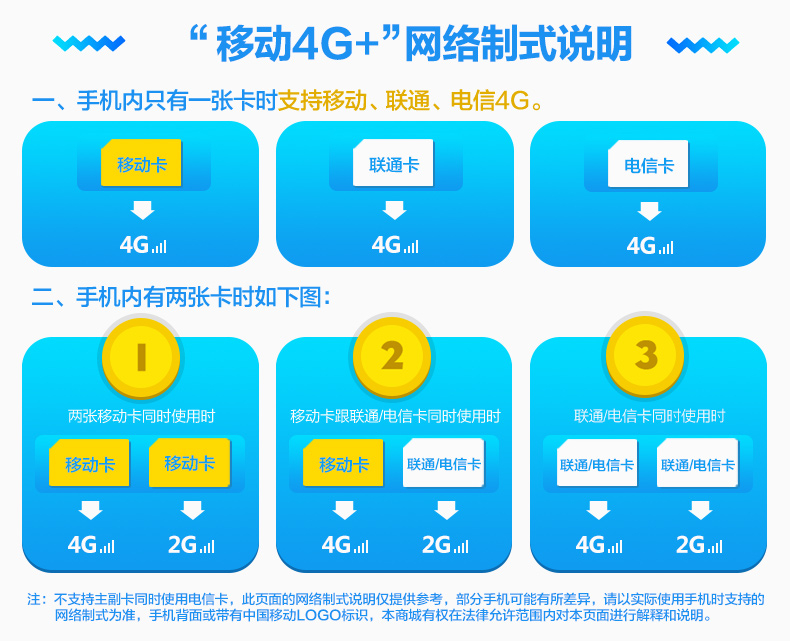 “移动4G+”网络制式说明
一、手机内只有一张卡时支持移动、联通、电信4G。
移动卡
联通卡
电信卡
4G
4G
4G
二、手机内有两张卡时如下图：
1
2
3
两张移动卡同时使用时
移动卡跟联通/电信卡同时使用时
联通/电信卡同时使用时
移动卡
移动卡
移动卡
联通/电信卡
联通/电信卡
联通/电信卡
4G
2G
4G
2G
4G
2G
注：不支持主副卡同时使用电信卡，此页面的网络制式说明仅提供参考，部分手机可能有所差异，请以实际使用手机时支持的
网络制式为准，手机背面或带有中国移动LOGO标识，本商城有权在法律允许范围内对本页面进行解释和说明。